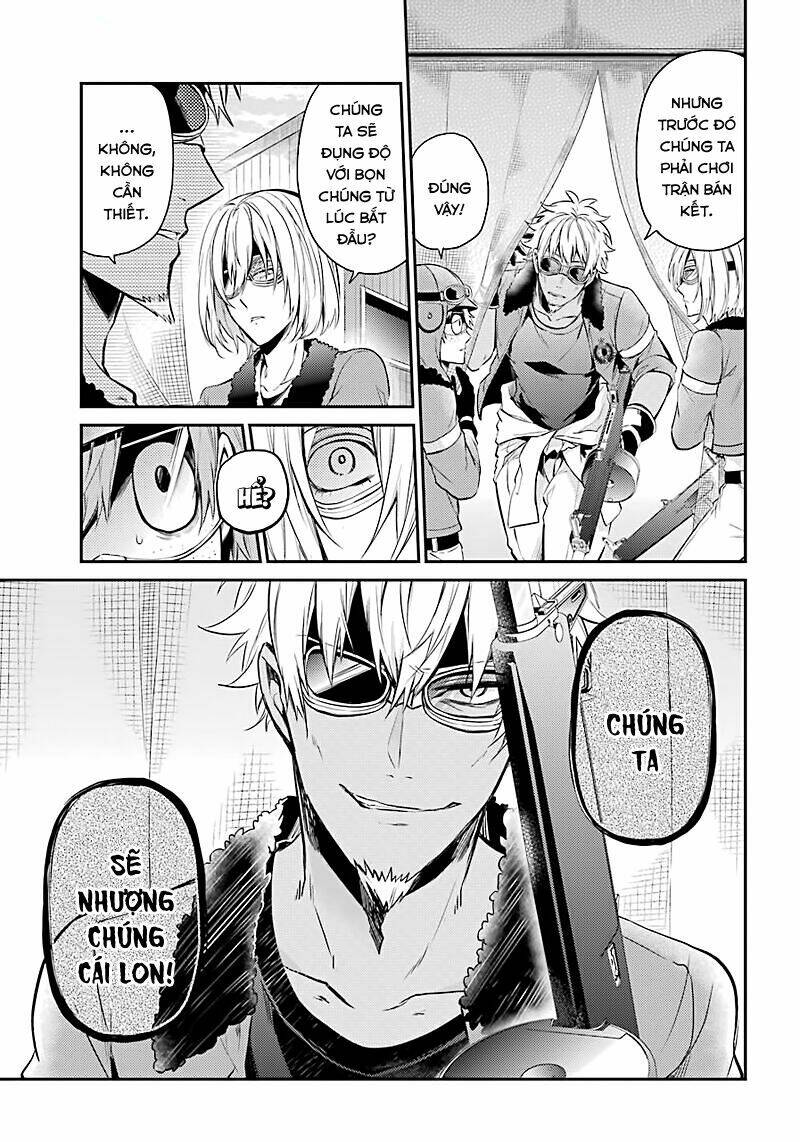 NHƯNG
TRƯỚC ĐÓ
CHÚNG TA
PHẢI CHƠI
TRẬN BÁN
KẾT.
ĐÚNG
VẬY!
CHÚNG
TA SẼ
ĐỤNG ĐỘ
VỚI BỌN
CHÚNG TỪ
LÚC BẮT
ĐẦU?
...
KHÔNG,
KHÔNG
CẦN
THIẾT.
HỂ?
CHÚNG
TA
SẼ
NHƯỢNG
CHÚNG
CÁI LON!